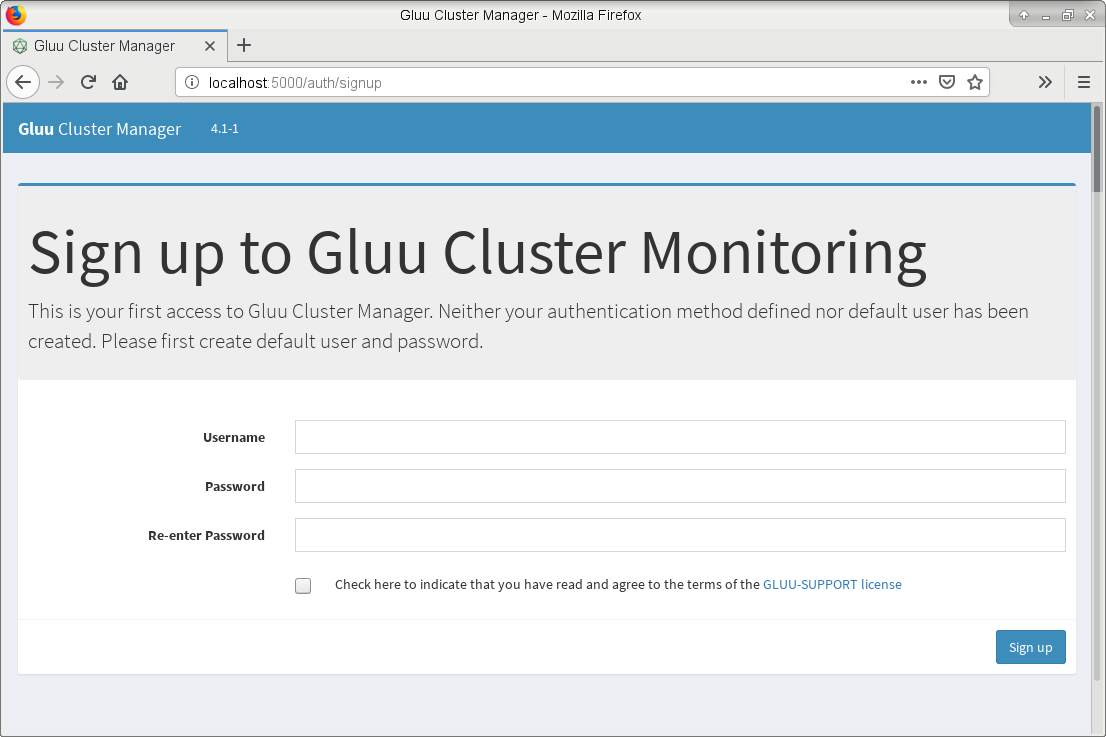 Gluu Cluster Manager - Mozilla Firefox
Gluu Cluster Manager
localhost:5000/auth/signup
Gluu Cluster Manager 4.1-1
Sign up to Gluu Cluster Monitoring
This is your first access to Gluu Cluster Manager. Neither your authentication method defined nor default user has been
created. Please first create default user and password.
Username
Password
Re-enter Password
Check here to indicate that you have read and agree to the terms of the GLUU-SUPPORT license
Sign up